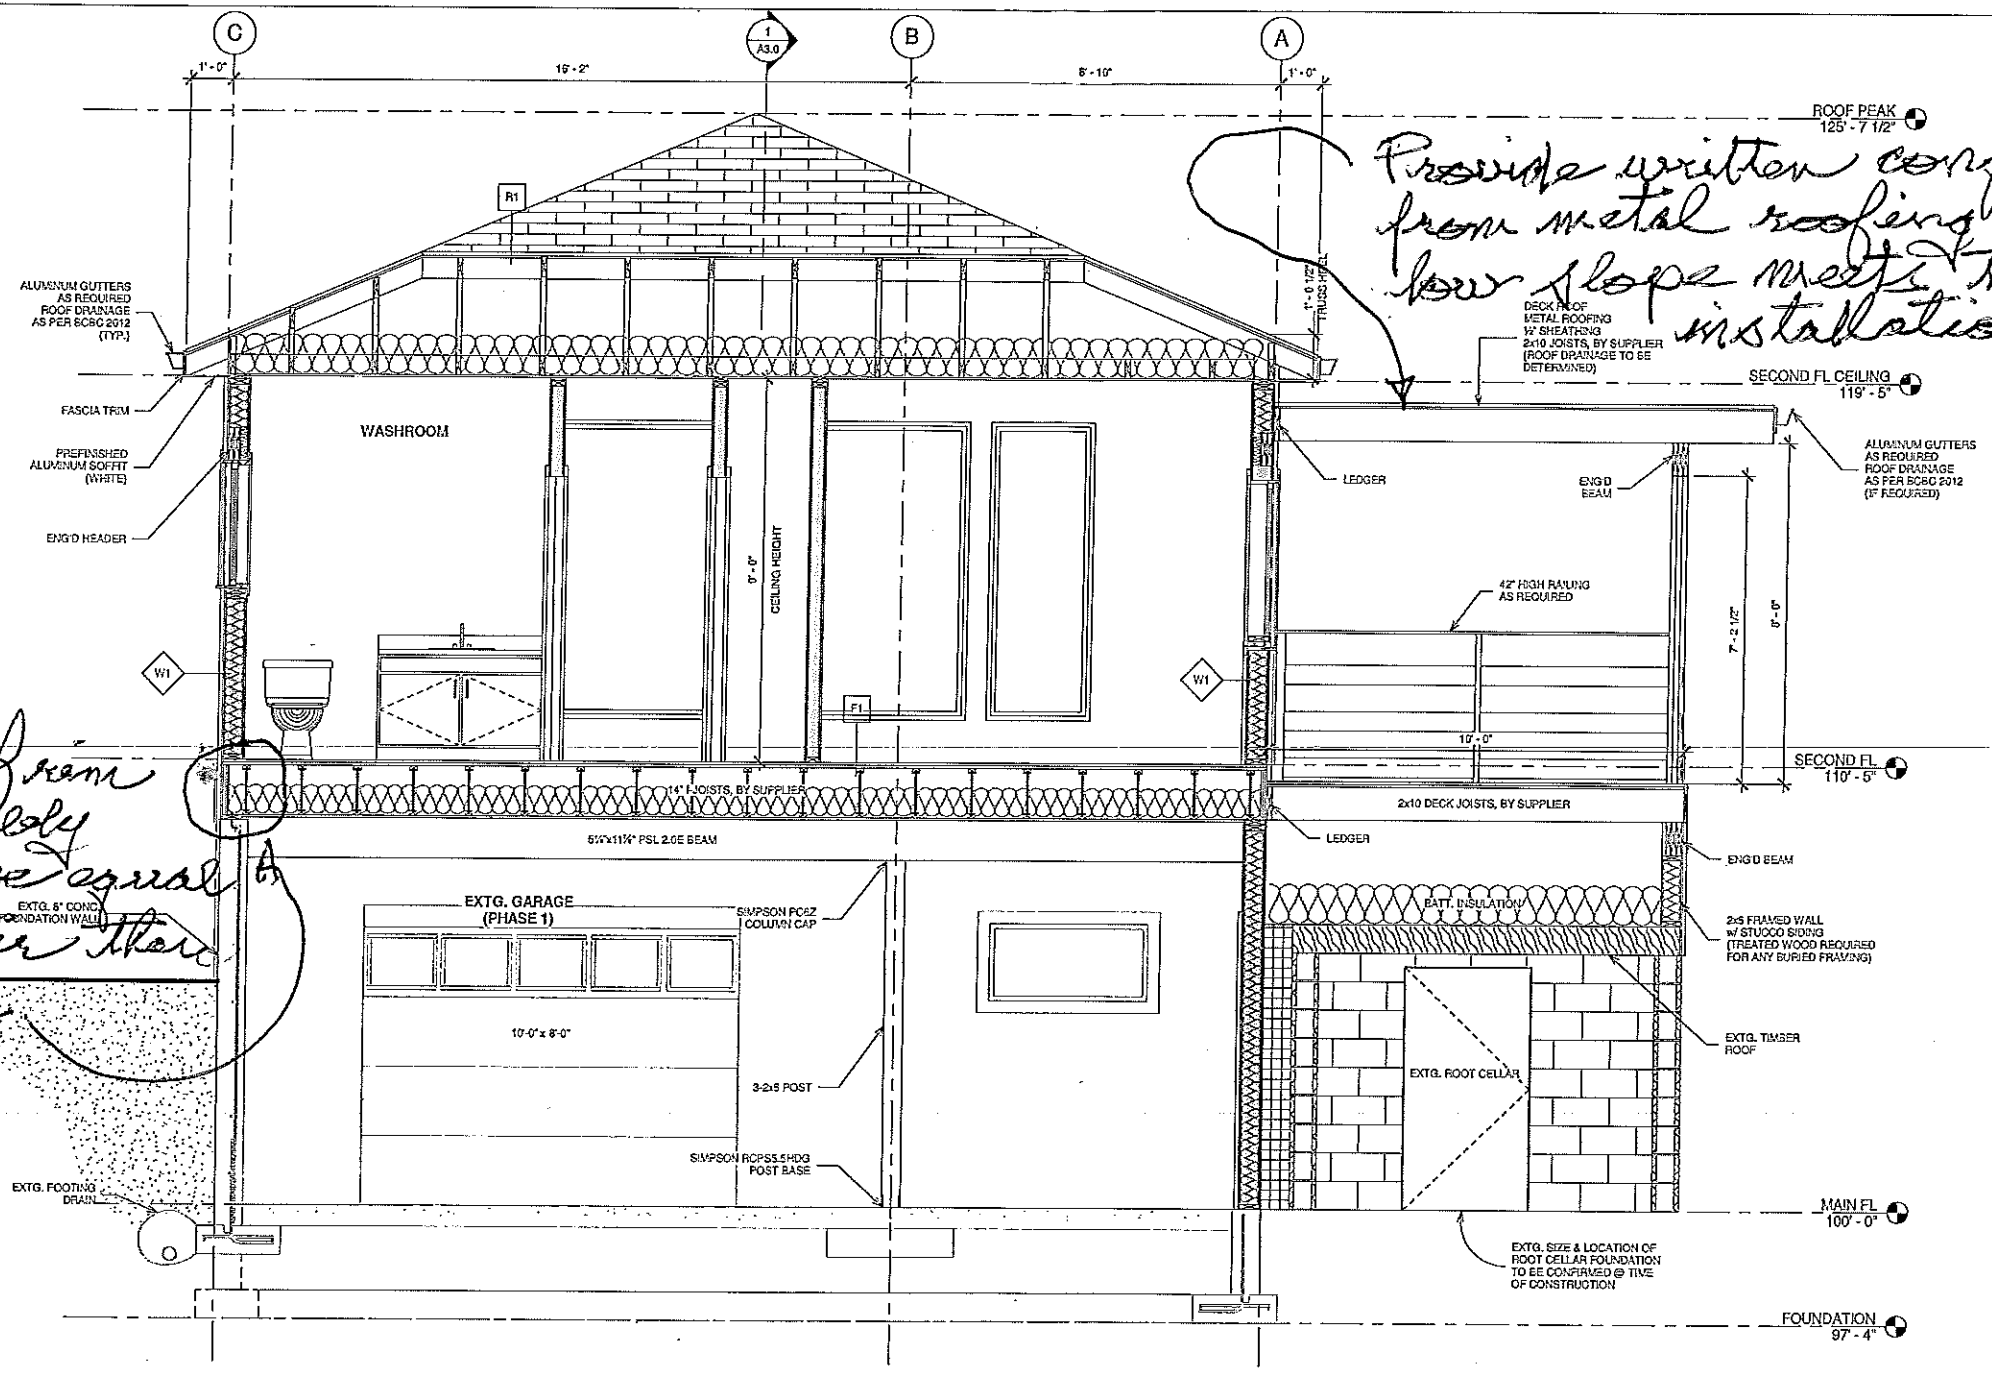 C
1
A3.0
B
A
1'-0"
16'-2"
8'-10"
1'-0"
ROOF PEAK
125'-7 1/2"
Provide written
from metal roofing
low slope meets
installatio
R1
1'-0 1/2"
TRUSS HEEL
ALUMINUM GUTTERS
AS REQUIRED
ROOF DRAINAGE
AS PER BCBC 2012
(TYP.)
DECK ROOF
METAL ROOFING
½" SHEATHING
2x10 JOISTS, BY SUPPLIER
(ROOF DRAINAGE TO BE
DETERMINED)
SECOND FL CEILING
119'-5"
FASCIA TRIM
WASHROOM
PREFINISHED
ALUMINUM SOFFIT
(WHITE)
LEDGER
ENG'D
BEAM
ALUMINUM GUTTERS
AS REQUIRED
ROOF DRAINAGE
AS PER BCBC 2012
(IF REQUIRED)
ENG'D HEADER
CEILING HEIGHT
42" HIGH RAILING
AS REQUIRED
7'-2 1/2"
8'-0"
W1
W1
F1
10'-0"
SECOND FL
110'-5"
14" I-JOISTS, BY SUPPLIER
2x10 DECK JOISTS, BY SUPPLIER
LEDGER
5¼"x11⅞" PSL 2.0E BEAM
ENG'D BEAM
equal
A
than
EXTG. 8" CONC.
FOUNDATION WALL
EXTG. GARAGE
(PHASE 1)
SIMPSON PC6Z
COLUMN CAP
BATT. INSULATION
2x6 FRAMED WALL
w/ STUCCO SIDING
(TREATED WOOD REQUIRED
FOR ANY BURIED FRAMING)
10'-0" x 8'-0"
EXTG. TIMBER
ROOF
3-2x6 POST
EXTG. ROOT CELLAR
SIMPSON RCPS5.5HDG
POST BASE
EXTG. FOOTING
DRAIN
MAIN FL
100'-0"
EXTG. SIZE & LOCATION OF
ROOT CELLAR FOUNDATION
TO BE CONFIRMED @ TIME
OF CONSTRUCTION
FOUNDATION
97'-4"